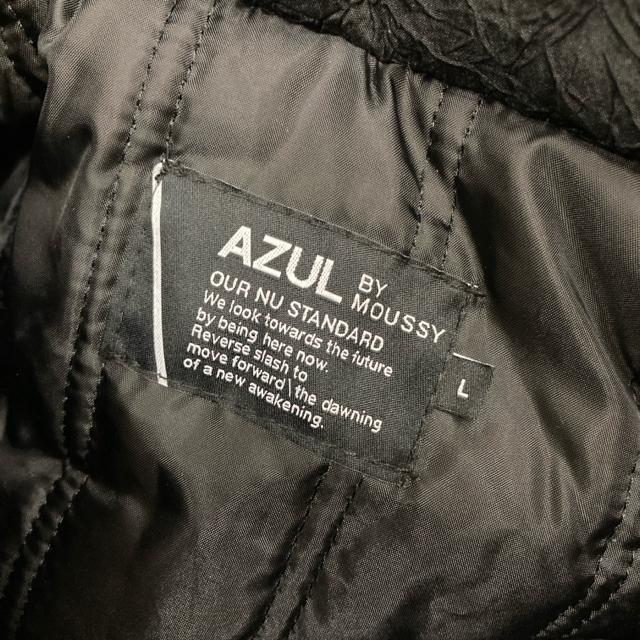 AZUL BY MOUSSY
OUR NU STANDARD
We look towards the future
by being here now.
Reverse slash to
move forward\the dawning
of a new awakening.
L